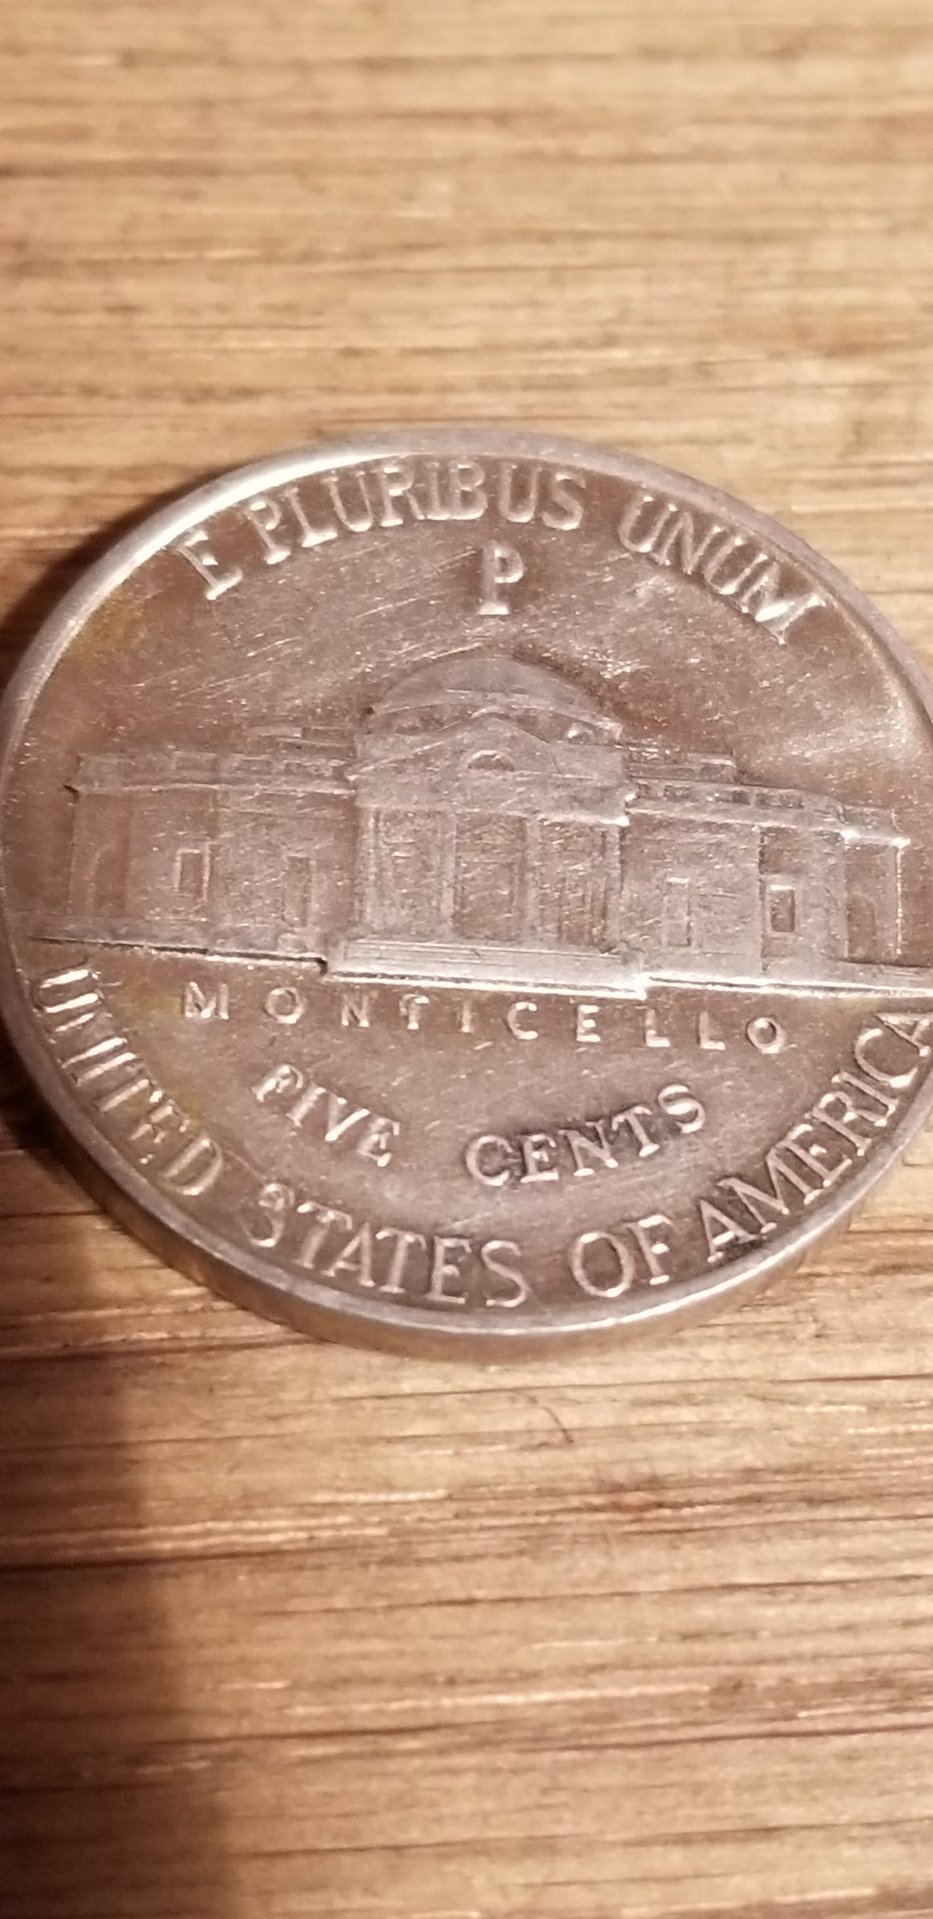 E PLURIBUS UNUM
P
MONTICELLO
FIVE CENTS
UNITED STATES OF AMERICA